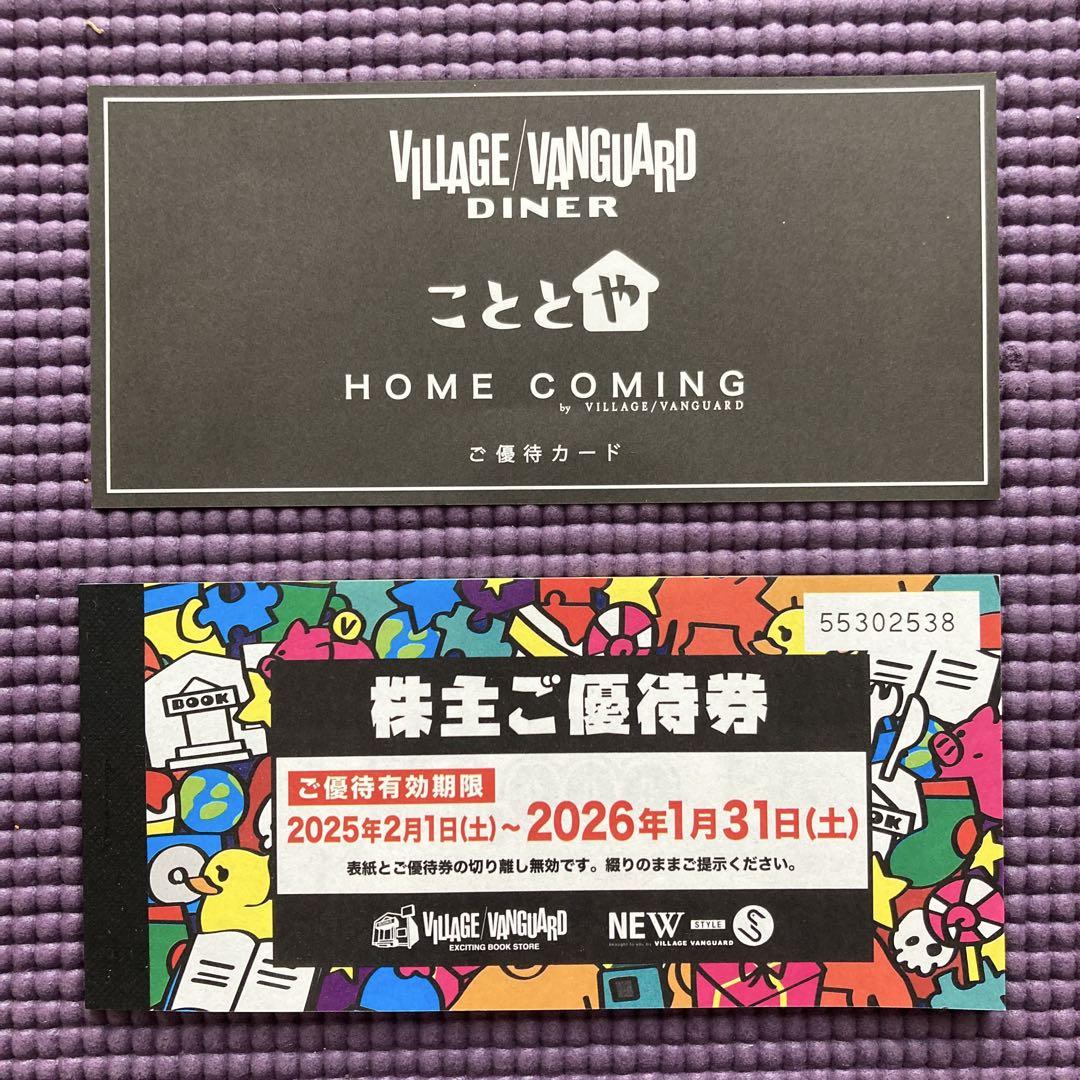 VILLAGE/VANGUARD
DINER
こととや
HOME COMING
by VILLAGE/VANGUARD
ご優待カード
55302538
BOOK
株主ご優待券
ご優待有効期限
2025年2月1日(土)~2026年1月31日(土)
表紙とご優待券の切り離し無効です。綴りのままご提示ください。
VILLAGE/VANGUARD
EXCITING BOOK STORE
NEW STYLE
brought to you by VILLAGE VANGUARD